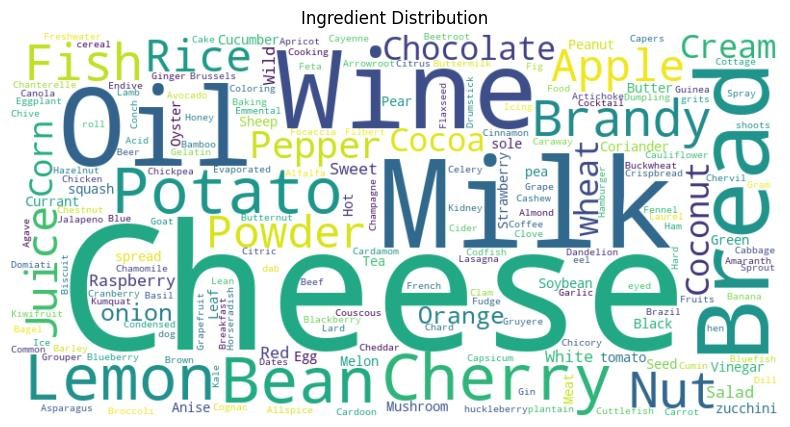 Ingredient Distribution
Freshwater
cereal
Cake
Cucumber
Apricot
Cayenne
Beetroot
Capers
Fish
Rice
Wild
Cooking
Chocolate
Peanut
Cream
Wine
Citrus
Buttermilk
Feta
Arrowroot
Fig
Apple
Cottage
Chanterelle
Endive
Ginger
Brussels
Canola
Lamb
Avocado
Coloring
Baking
Emmental
Pear
Flaxseed
Drumstick
Food
Butter
Dumpling
Guinea
Spray
Eggplant
Chive
roll
Conch
Oyster
Honey
Sheep
Icing
Artichoke
Cocktail
grits
shoots
Oil
Acid
Beer
Bamboo
Gelatin
Focaccia
Filbert
Cinnamon
Brandy
Coriander
Cauliflower
Pepper
Cocoa
sole
Caraway
Corn
Hazelnut
Chicken
Chickpea
Evaporated
Alfalfa
Sweet
Celery
Strawberry
pea
Grape
Cashew
wheat
Hamburger
Buckwheat
Crispbread
Chervil
Gram
Bread
squash
Potato
Hot
Champagne
Kidney
Milk
Almond
Coffee
Clove
Coconut
Fennel
Laurel
Ham
Currant
Chestnut
Jalapeno
Blue
Goat
Butternut
Powder
Cider
Green
Cabbage
Agave
Juice
Domiati
Biscuit
spread
Chamomile
Citric
Cardamom
Tea
Codfish
Lasagna
Dandelion
eel
Hard
Amaranth
Sprout
Cheese
Raspberry
Lean
dab
Beef
French
Clam
Fudge
Soybean
Garlic
eyed
Fruits
Banana
Kiwifruit
Cranberry
Basil
Kumquat
Leaf
Grapefruit
Breakfast
Horseradish
Blackberry
Couscous
Lard
Orange
Chard
Gruyere
Black
Brazil
hen
Bagel
onion
Condensed
dog
Ice
Common
Barley
Grouper
Blueberry
Brown
Red
Egg
Dates
Cheddar
Melon
Capsicum
Chicory
White
tomato
Bluefish
Seed
Cumin
Vinegar
Lemon
Kale
Bean
Cherry
Meat
Nut
Dill
Salad
zucchini
Asparagus
Broccoli
Anise
Cognac
Allspice
Cardoon
Mushroom
Gin
huckleberry
plantain
Cuttlefish
Carrot